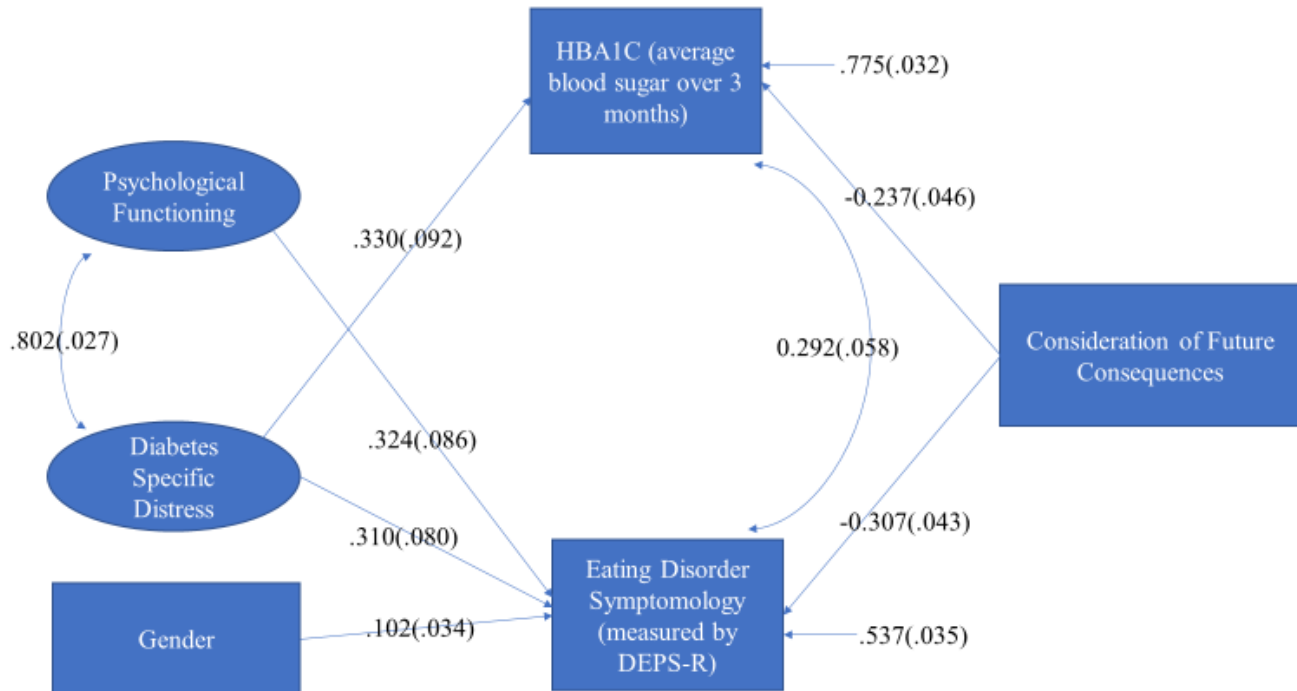 HBA1C (average
blood sugar over 3
months)
.775(.032)
Psychological
Functioning
-0.237(.046)
.330(.092)
.802(.027)
0.292(.058)
Consideration of Future
Consequences
Diabetes
Specific
Distress
.324(.086)
.310(.080)
-0.307(.043)
Eating Disorder
Symptomology
(measured by
DEPS-R)
Gender
.102(.034)
.537(.035)